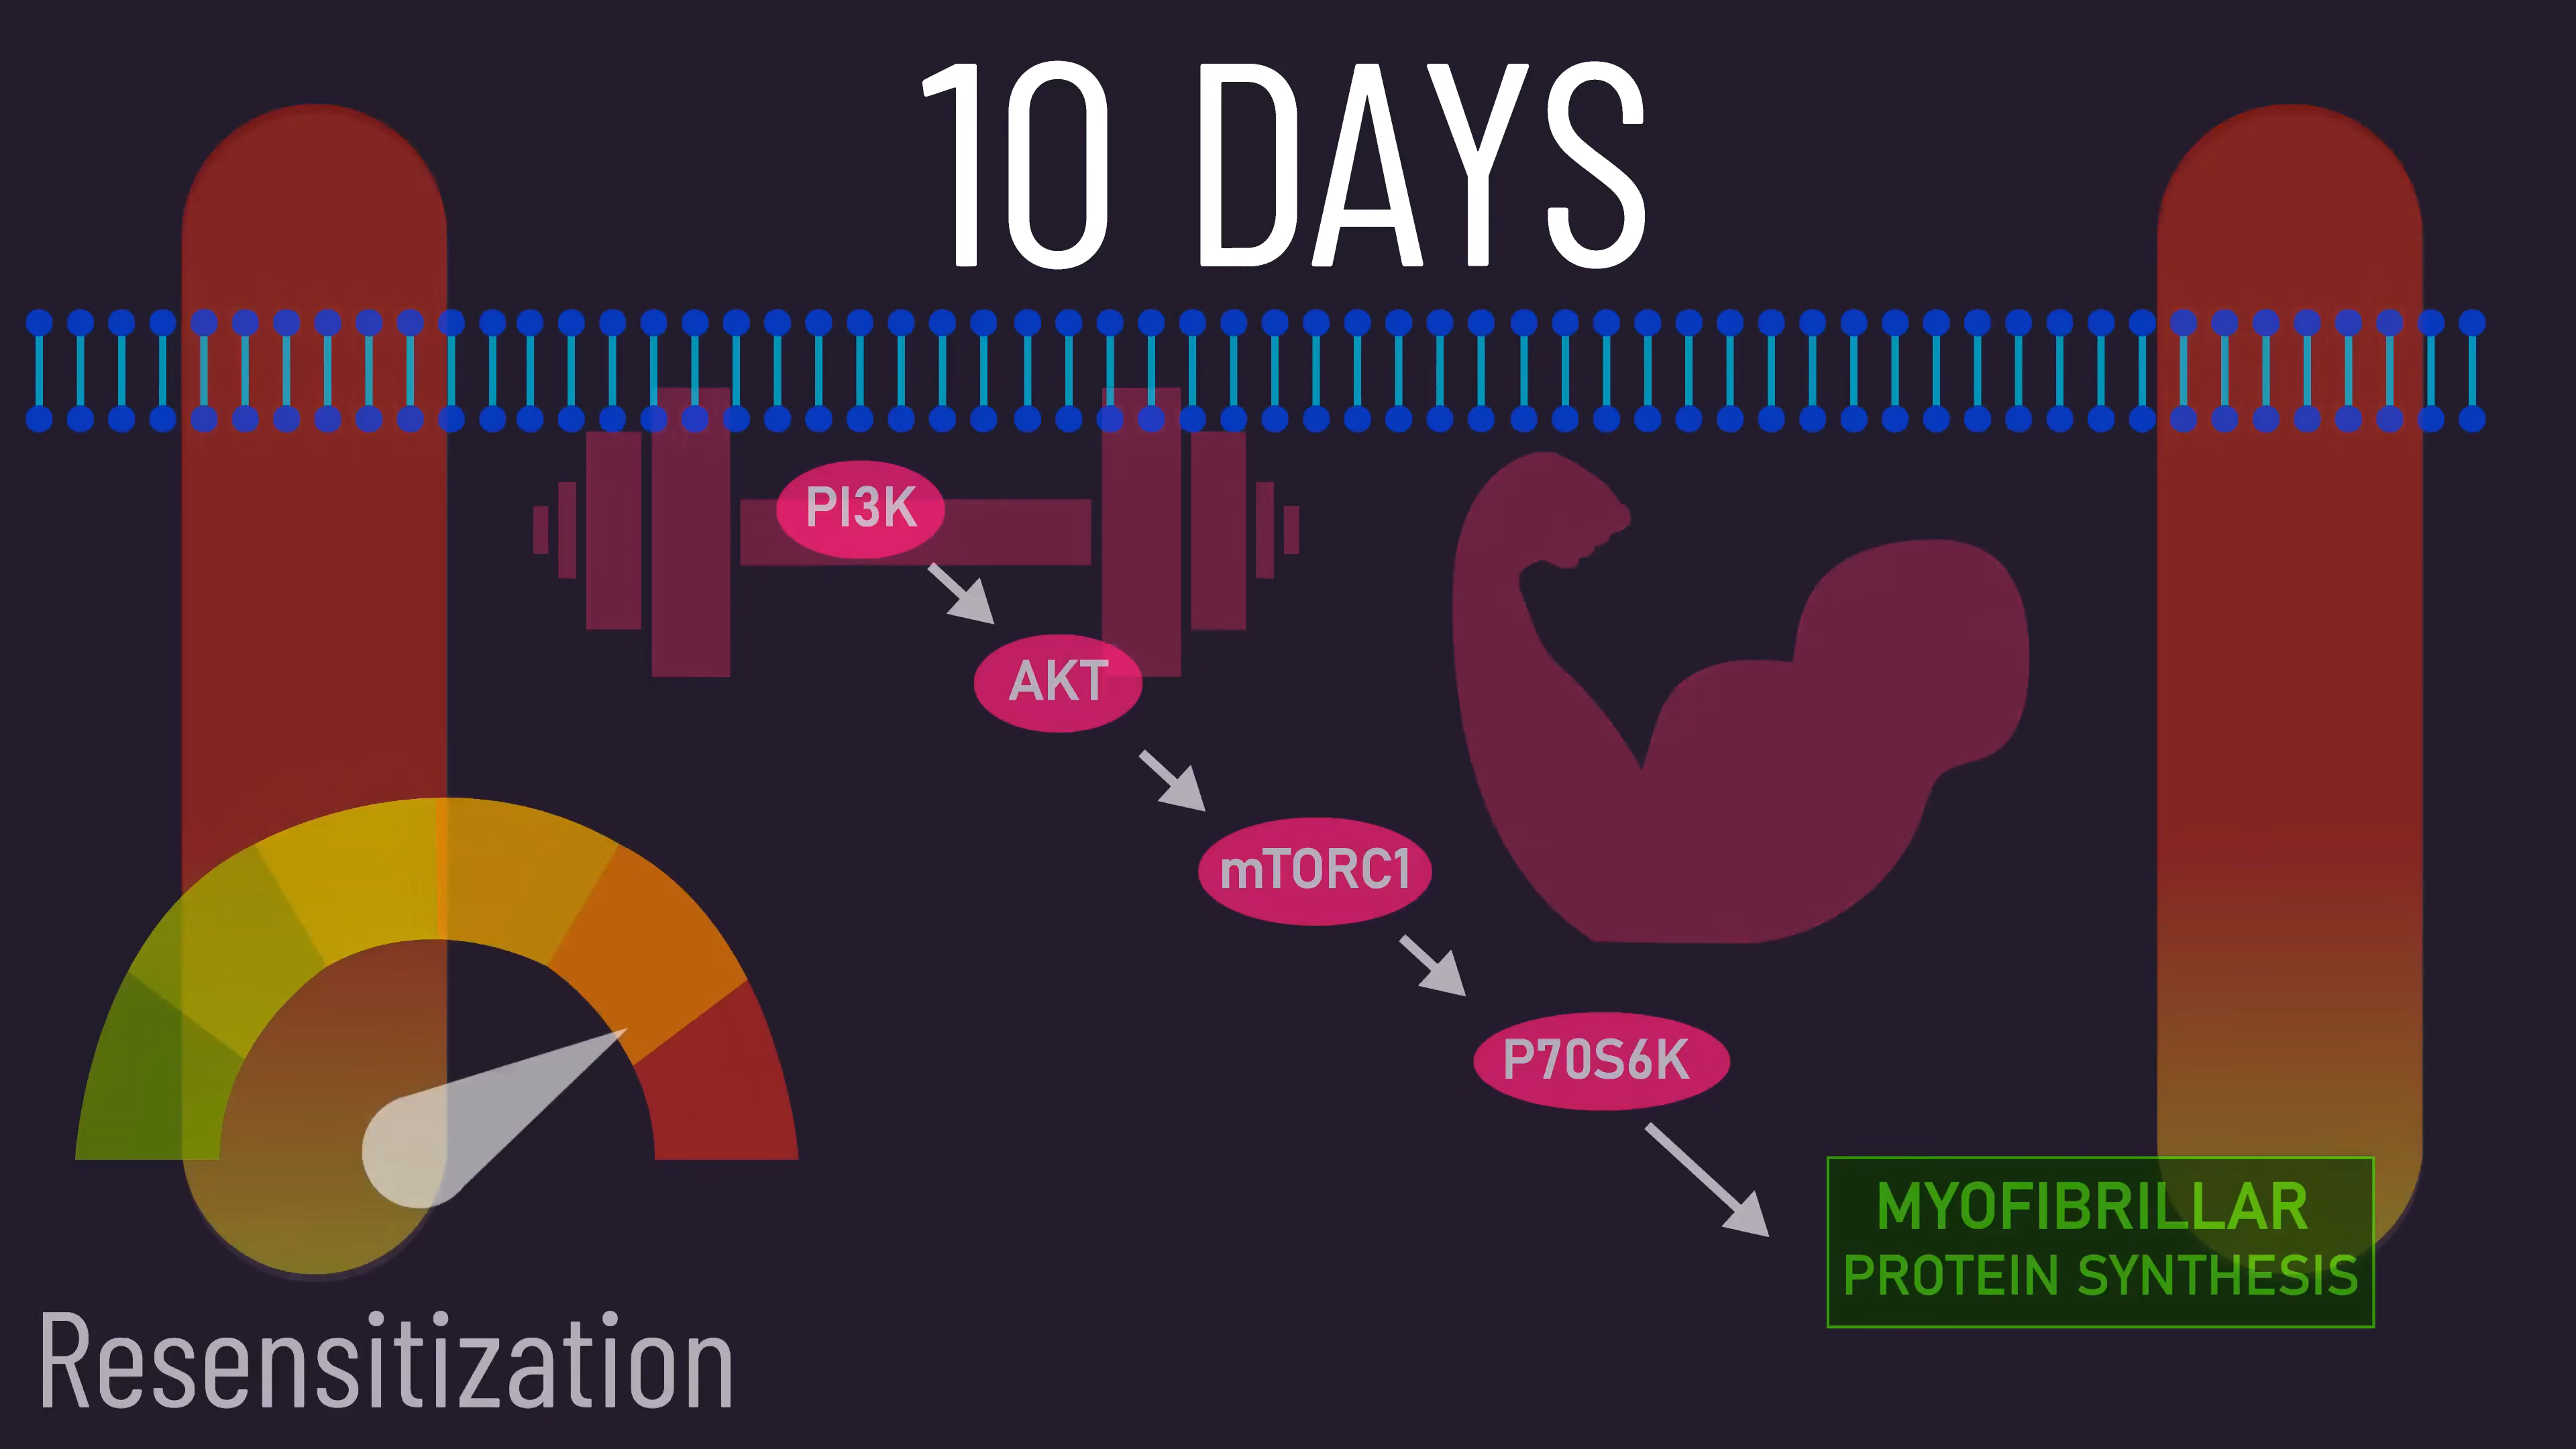 10 DAYS
PI3K
AKT
mTORC1
P70S6K
MYOFIBRILLAR
PROTEIN SYNTHESIS
Resensitization